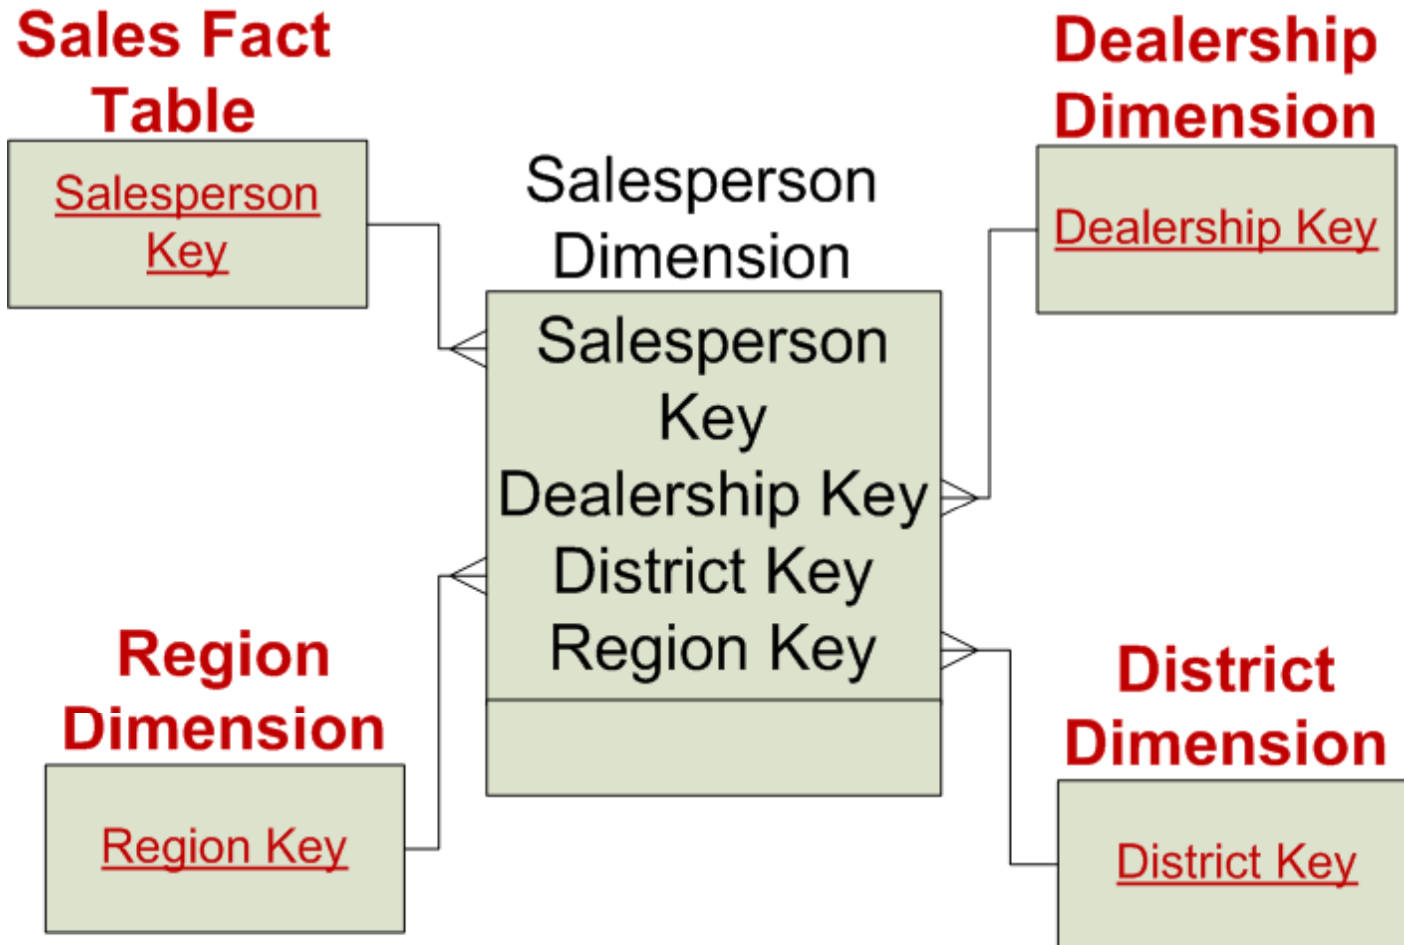 Sales Fact
Table
Salesperson
Key
Dealership
Dimension
Dealership Key
Salesperson
Dimension
Salesperson
Key
Dealership Key
District Key
Region Key
Region
Dimension
Region Key
District
Dimension
District Key